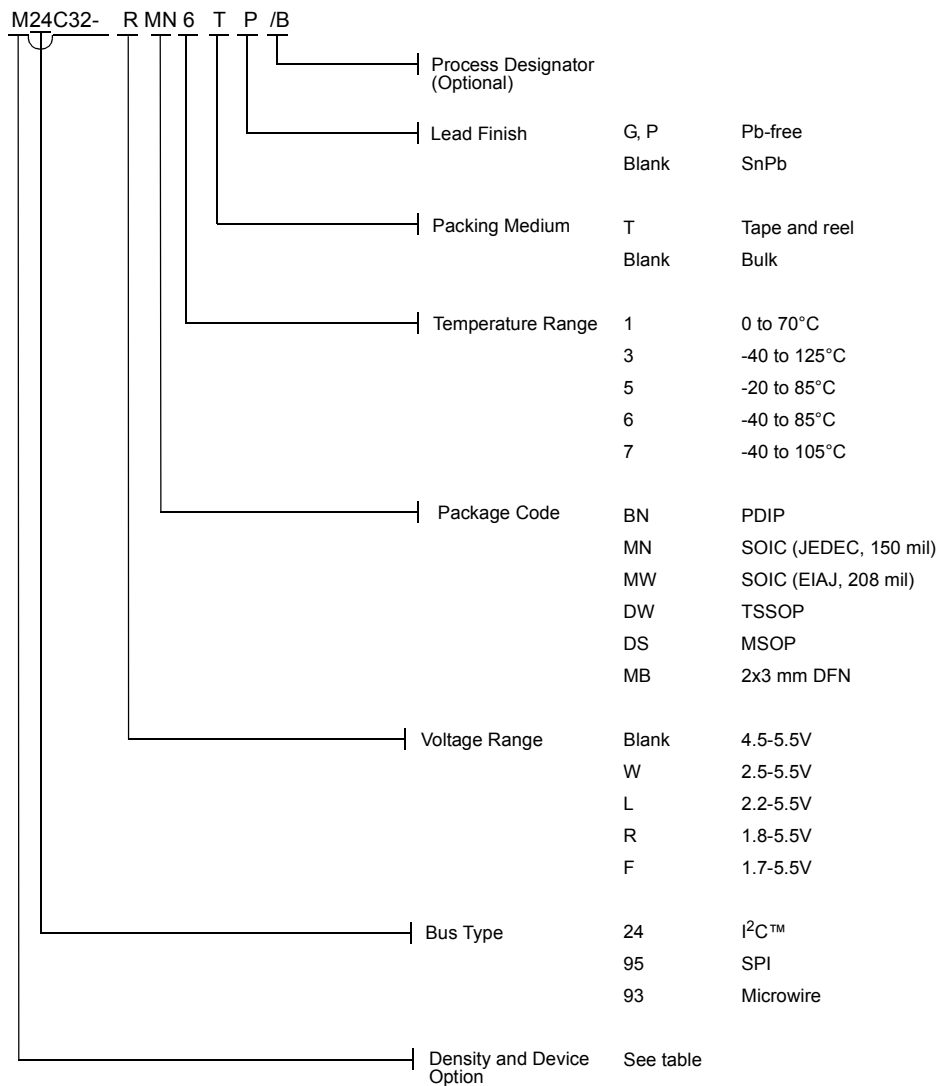 M24C32- R MN 6 T P /B
Process Designator
(Optional)
Lead Finish G, P Pb-free
Blank SnPb
Packing Medium T Tape and reel
Blank Bulk
Temperature Range 1 0 to 70°C
3 -40 to 125°C
5 -20 to 85°C
6 -40 to 85°C
7 -40 to 105°C
Package Code BN PDIP
MN SOIC (JEDEC, 150 mil)
MW SOIC (EIAJ, 208 mil)
DW TSSOP
DS MSOP
MB 2x3 mm DFN
Voltage Range Blank 4.5-5.5V
W 2.5-5.5V
L 2.2-5.5V
R 1.8-5.5V
F 1.7-5.5V
Bus Type 24 I²C™
95 SPI
93 Microwire
Density and Device See table
Option